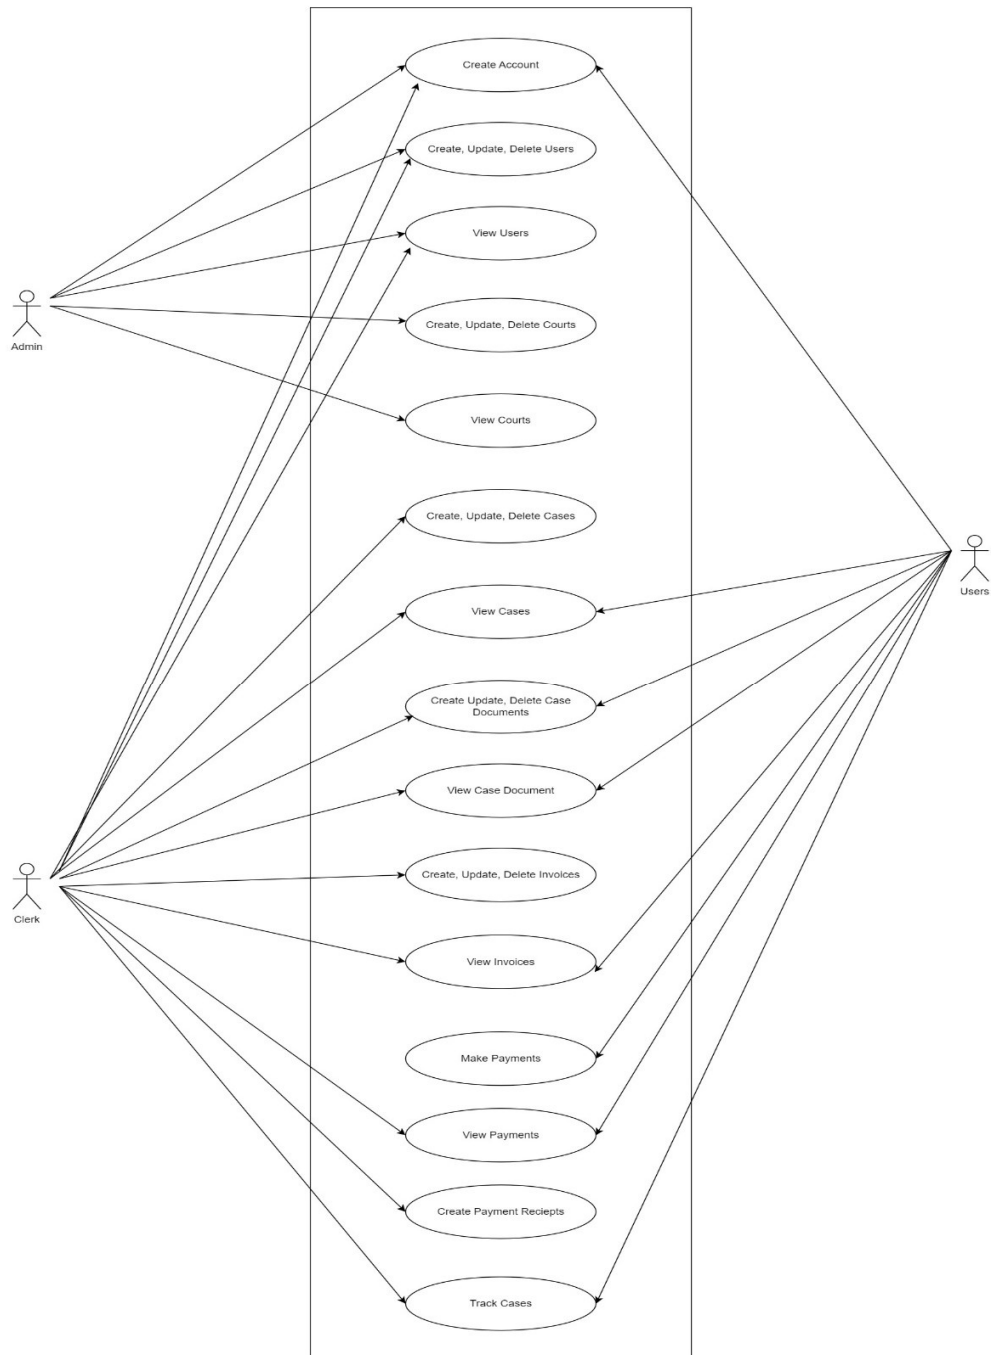 Create Account
Create, Update, Delete Users
View Users
Admin
Create, Update, Delete Courts
View Courts
Create, Update, Delete Cases
Users
View Cases
Create Update, Delete Case
Documents
View Case Document
Clerk
Create, Update, Delete Invoices
View Invoices
Make Payments
View Payments
Create Payment Reciepts
Track Cases